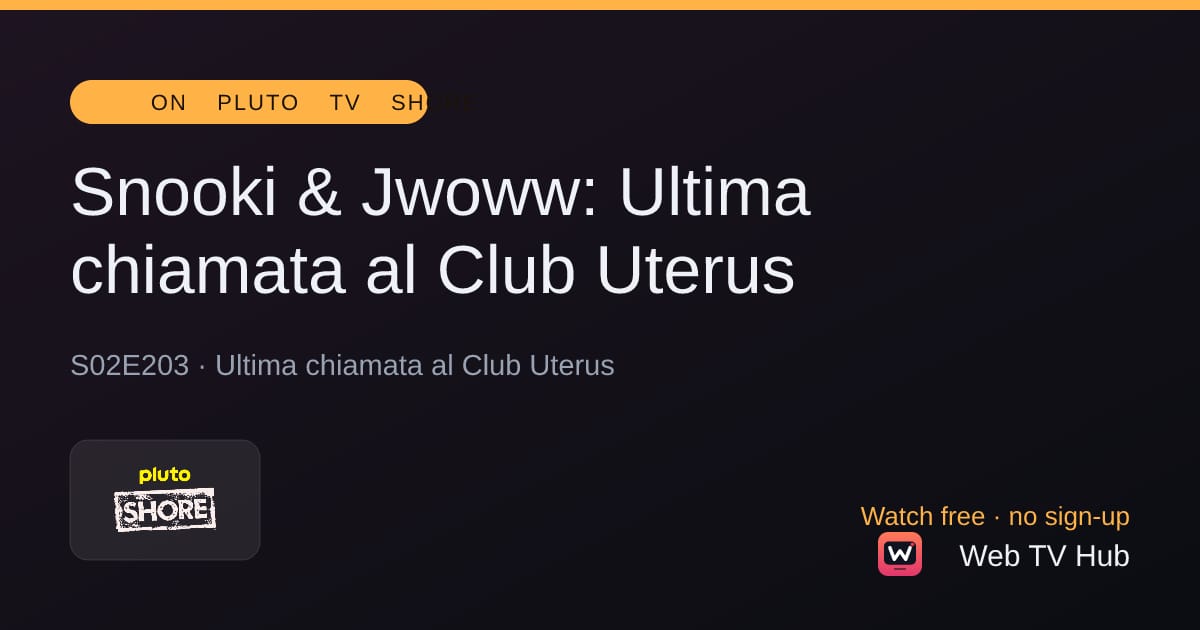 ON PLUTO TV SHORE
Snooki & Jwoww: Ultima
chiamata al Club Uterus
S02E203 · Ultima chiamata al Club Uterus
pluto
SHORE
Watch free · no sign-up
W
Web TV Hub